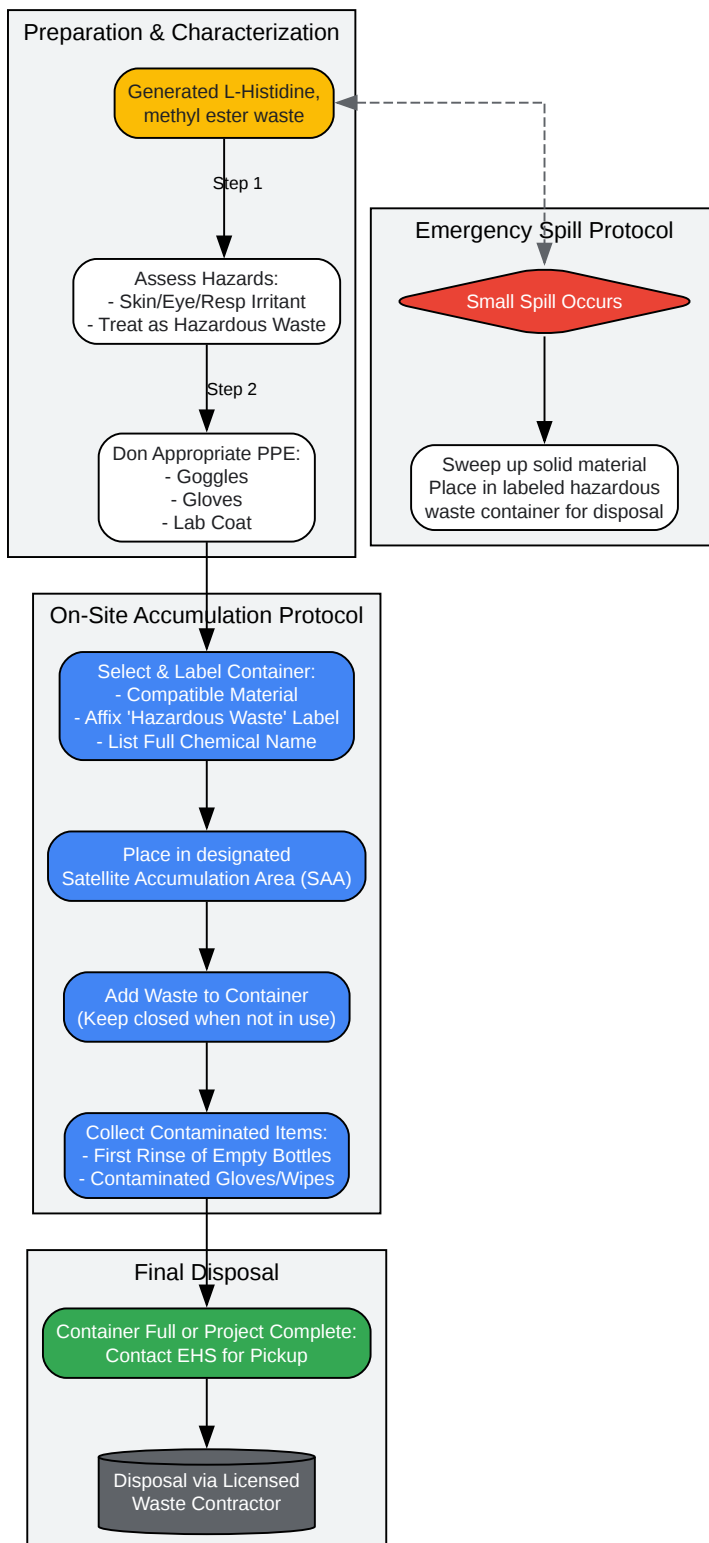 Preparation & Characterization
Generated L-Histidine,
methyl ester waste
Step 1
Assess Hazards:
- Skin/Eye/Resp Irritant
- Treat as Hazardous Waste
Step 2
Don Appropriate PPE:
- Goggles
- Gloves
- Lab Coat
Emergency Spill Protocol
Small Spill Occurs
Sweep up solid material
Place in labeled hazardous
waste container for disposal
On-Site Accumulation Protocol
Select & Label Container:
- Compatible Material
- Affix 'Hazardous Waste' Label
- List Full Chemical Name
Place in designated
Satellite Accumulation Area (SAA)
Add Waste to Container
(Keep closed when not in use)
Collect Contaminated Items:
- First Rinse of Empty Bottles
- Contaminated Gloves/Wipes
Final Disposal
Container Full or Project Complete:
Contact EHS for Pickup
Disposal via Licensed
Waste Contractor